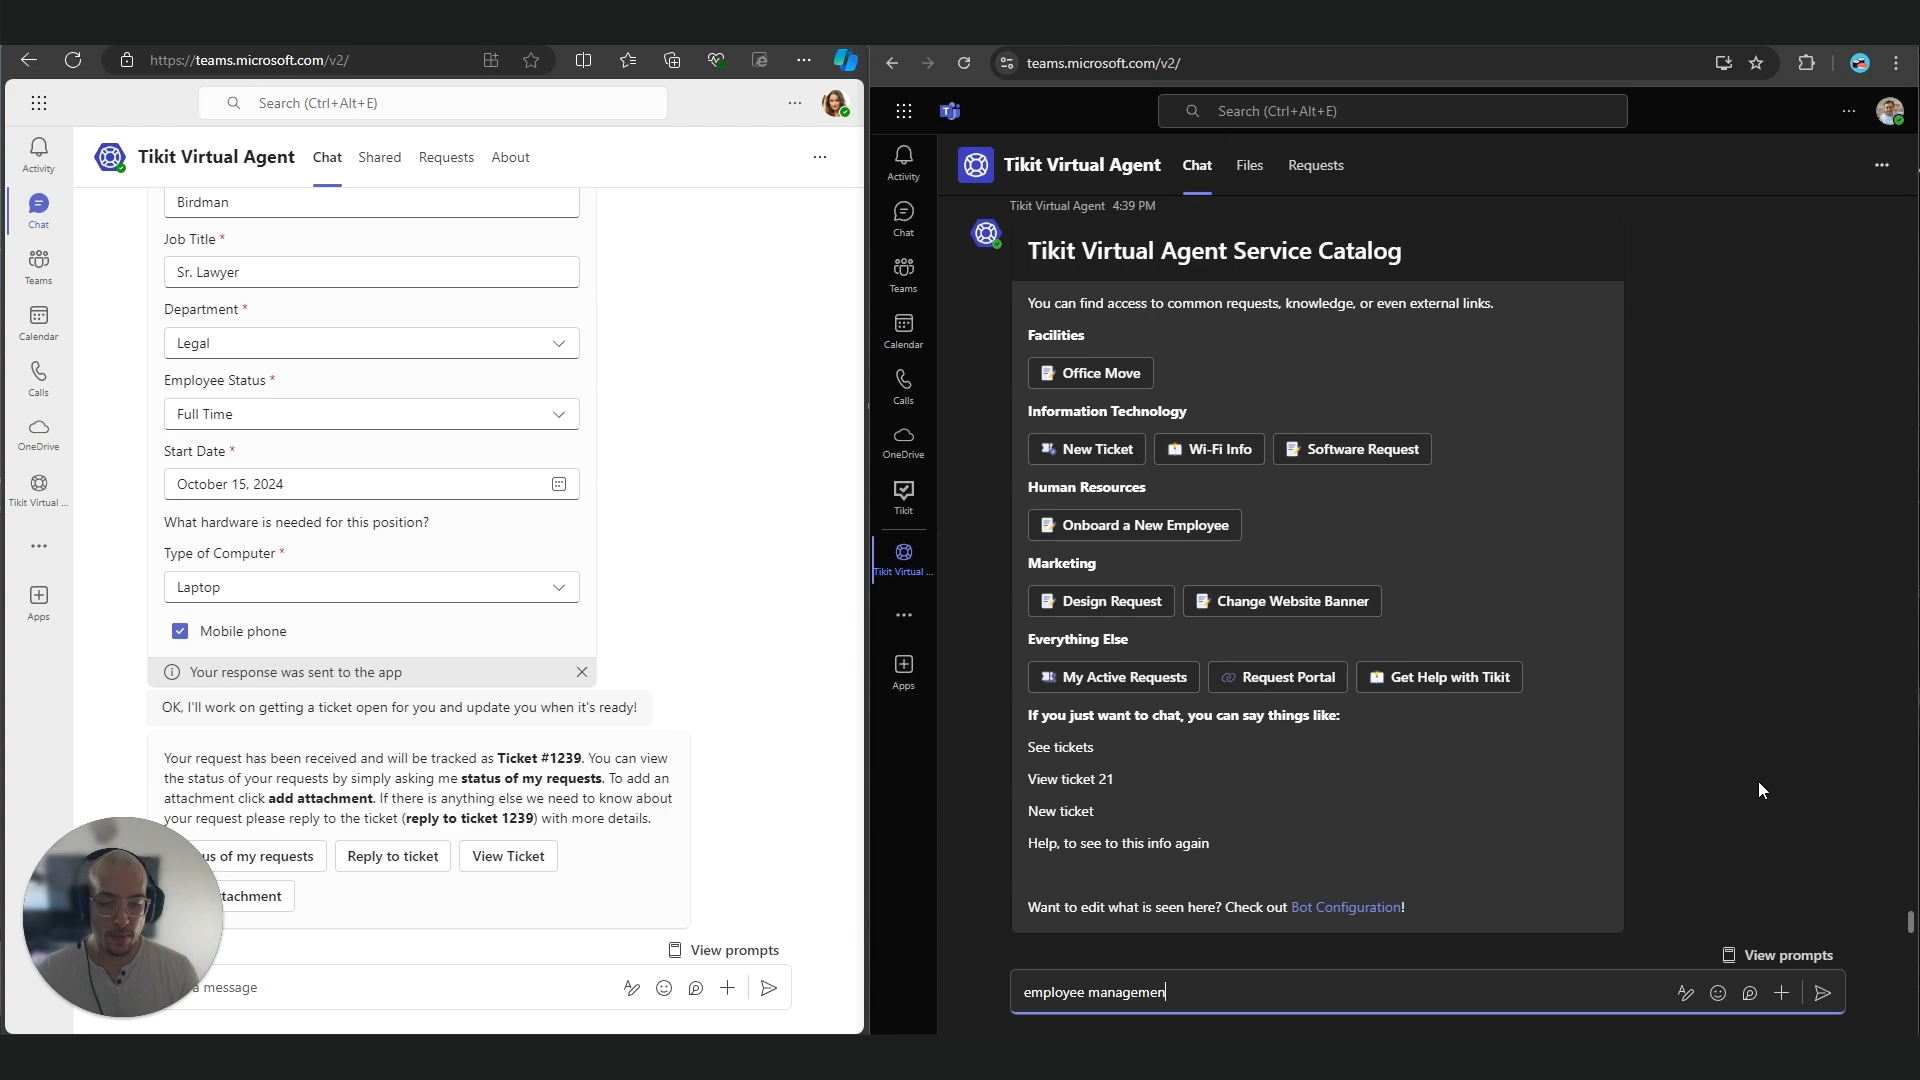 https://teams.microsoft.com/v2/
Search (Ctrl+Alt+E)
Activity
Chat
Teams
Calendar
Calls
OneDrive
Tikit Virtual ...
Apps
Tikit Virtual Agent
Chat
Shared
Requests
About
Birdman
Job Title *
Sr. Lawyer
Department *
Legal
Employee Status *
Full Time
Start Date *
October 15, 2024
What hardware is needed for this position?
Type of Computer *
Laptop
Mobile phone
Your response was sent to the app
OK, I'll work on getting a ticket open for you and update you when it's ready!
Your request has been received and will be tracked as Ticket #1239. You can view
the status of your requests by simply asking me status of my requests. To add an
attachment click add attachment. If there is anything else we need to know about
your request please reply to the ticket (reply to ticket 1239) with more details.
us of my requests
Reply to ticket
View Ticket
tachment
View prompts
a message
teams.microsoft.com/v2/
Search (Ctrl+Alt+E)
Activity
Chat
Teams
Calendar
Calls
OneDrive
Tikit
Tikit Virtual ...
Apps
Tikit Virtual Agent
Chat
Files
Requests
Tikit Virtual Agent 4:39 PM
Tikit Virtual Agent Service Catalog
You can find access to common requests, knowledge, or even external links.
Facilities
Office Move
Information Technology
New Ticket
Wi-Fi Info
Software Request
Human Resources
Onboard a New Employee
Marketing
Design Request
Change Website Banner
Everything Else
My Active Requests
Request Portal
Get Help with Tikit
If you just want to chat, you can say things like:
See tickets
View ticket 21
New ticket
Help, to see to this info again
Want to edit what is seen here? Check out Bot Configuration!
View prompts
employee managemen